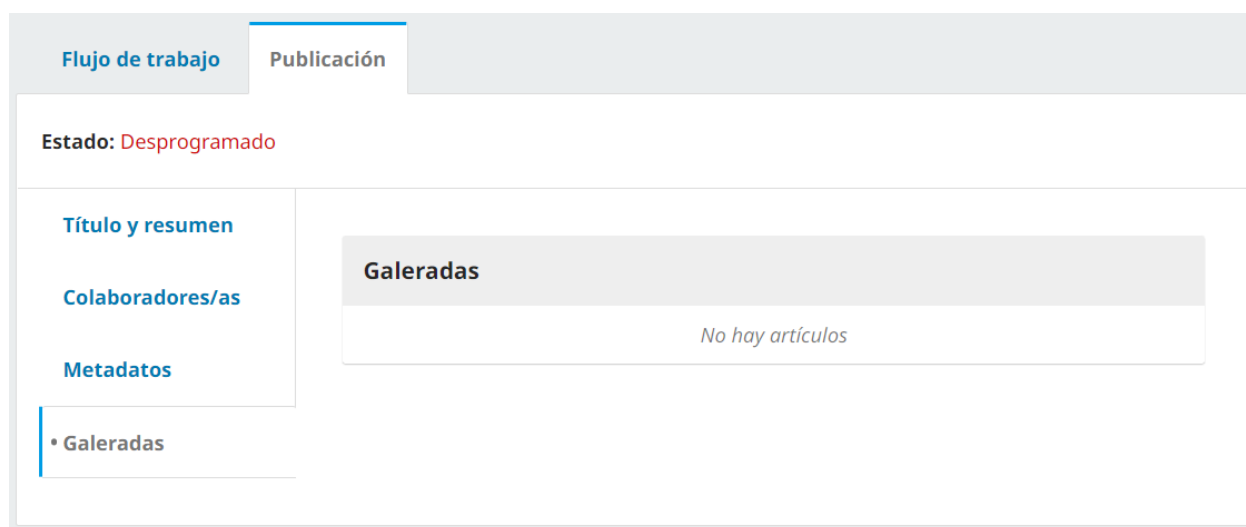 Flujo de trabajo
Publicación
Estado: Desprogramado
Título y resumen
Colaboradores/as
Metadatos
• Galeradas
Galeradas
No hay artículos